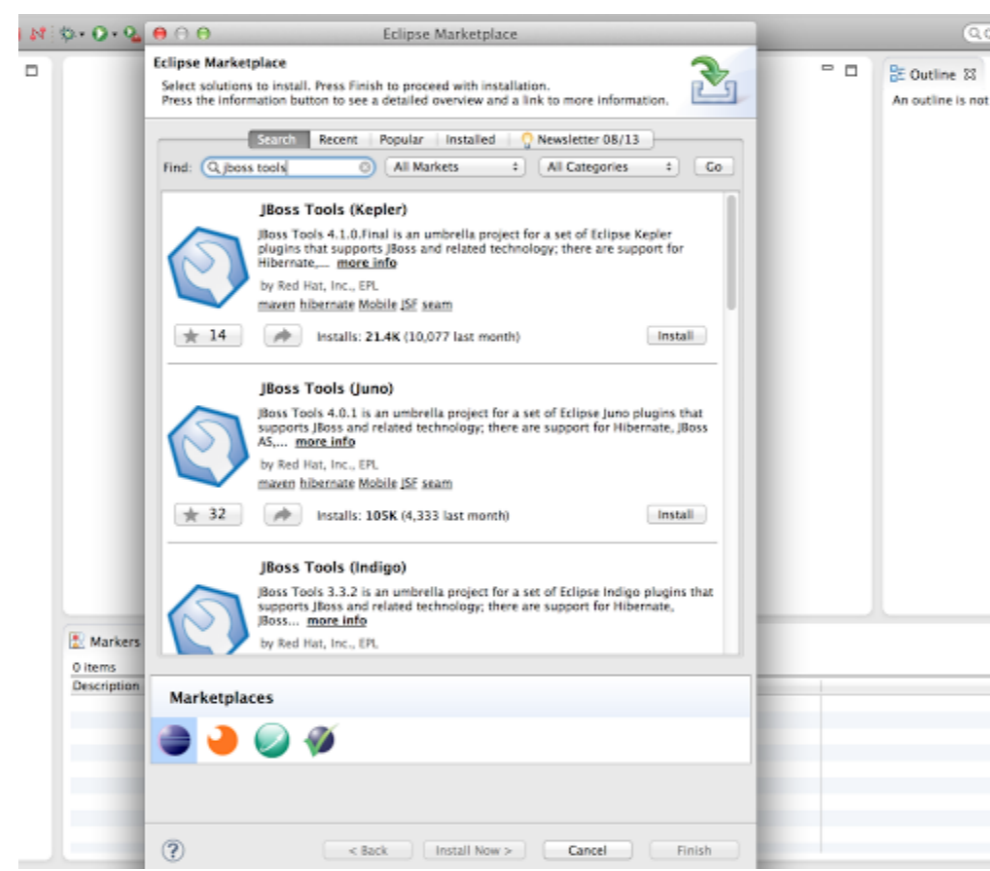 Eclipse Marketplace
Eclipse Marketplace
Select solutions to install. Press Finish to proceed with installation.
Press the information button to see a detailed overview and a link to more information.
Outline
An outline is not
Search Recent Popular Installed Newsletter 08/13
Find: jboss tools All Markets All Categories Go
JBoss Tools (Kepler)
JBoss Tools 4.1.0.Final is an umbrella project for a set of Eclipse Kepler
plugins that supports JBoss and related technology; there are support for
Hibernate,... more info
by Red Hat, Inc., EPL
maven hibernate Mobile JSF seam
14 Installs: 21.4K (10,077 last month) Install
JBoss Tools (Juno)
JBoss Tools 4.0.1 is an umbrella project for a set of Eclipse Juno plugins that
supports JBoss and related technology; there are support for Hibernate, JBoss
AS,... more info
by Red Hat, Inc., EPL
maven hibernate Mobile JSF seam
32 Installs: 105K (4,333 last month) Install
JBoss Tools (Indigo)
JBoss Tools 3.3.2 is an umbrella project for a set of Eclipse Indigo plugins that
supports JBoss and related technology; there are support for Hibernate,
JBoss... more info
by Red Hat, Inc., EPL
Markers
0 items
Description
Marketplaces
? < Back Install Now > Cancel Finish